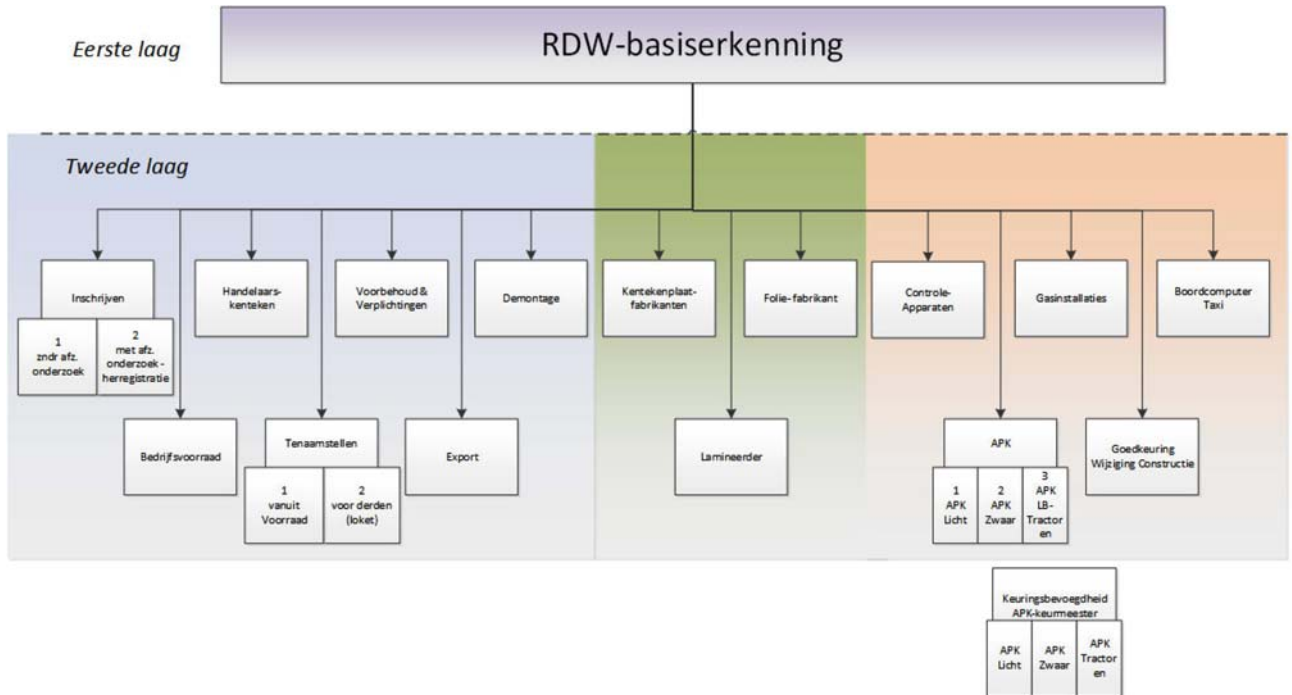 Eerste laag
RDW-basiserkenning
Tweede laag
Inschrijven
1
zndr afz.
onderzoek
2
met afz.
onderzoek -
herregistratie
Handelaars-
kenteken
Voorbehoud &
Verplichtingen
Demontage
Kentekenplaat-
fabrikanten
Folie- fabrikant
Controle-
Apparaten
Gasinstallaties
Boordcomputer
Taxi
Bedrijfsvoorraad
Tenaamstellen
1
vanuit
Voorraad
2
voor derden
(loket)
Export
Lamineerder
APK
1
APK
Licht
2
APK
Zwaar
3
APK
LB-
Tractor
en
Goedkeuring
Wijziging Constructie
Keuringsbevoegdheid
APK-keurmeester
APK
Licht
APK
Zwaar
APK
Tractor
en